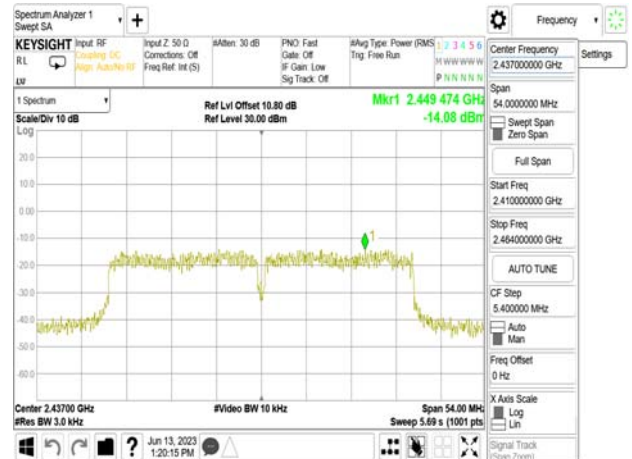 Spectrum Analyzer 1
Swept SA
+
Frequency
KEYSIGHT
RL
Input: RF
Coupling: DC
Align: Auto/No RF
Input Z: 50 Ω
Corrections: Off
Freq Ref: Int (S)
#Atten: 30 dB
PNO: Fast
Gate: Off
IF Gain: Low
Sig Track: Off
#Avg Type: Power (RMS
Trig: Free Run
1 2 3 4 5 6
M W W W W W
P N N N N N
1 Spectrum
Scale/Div 10 dB
Ref Lvl Offset 10.80 dB
Ref Level 30.00 dBm
Mkr1 2.449 474 GHz
-14.08 dBm
Log
20.0
10.0
0.00
-10.0
-20.0
-30.0
-40.0
-50.0
-60.0
1
Center 2.43700 GHz
#Res BW 3.0 kHz
#Video BW 10 kHz
Span 54.00 MHz
Sweep 5.69 s (1001 pts)
Jun 13, 2023
1:20:15 PM
Center Frequency
2.437000000 GHz
Settings
Span
54.0000000 MHz
Swept Span
Zero Span
Full Span
Start Freq
2.410000000 GHz
Stop Freq
2.464000000 GHz
AUTO TUNE
CF Step
5.400000 MHz
Auto
Man
Freq Offset
0 Hz
X Axis Scale
Log
Lin
Signal Track
(Span Zoom)